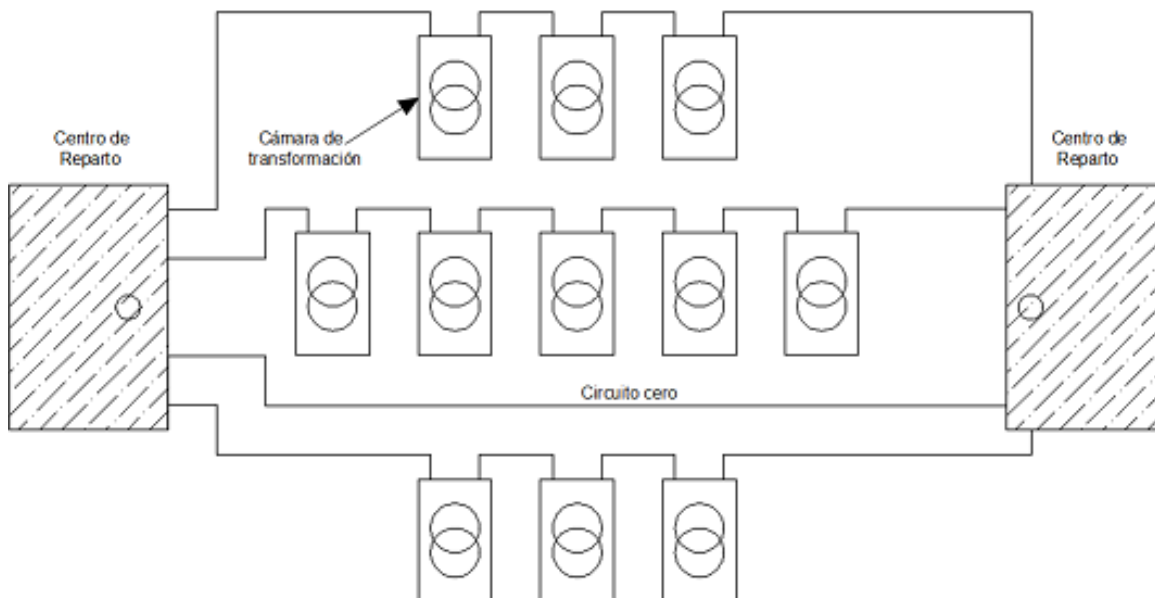 Centro de
Reparto
Cámara de
transformación
Centro de
Reparto
Circuito cero